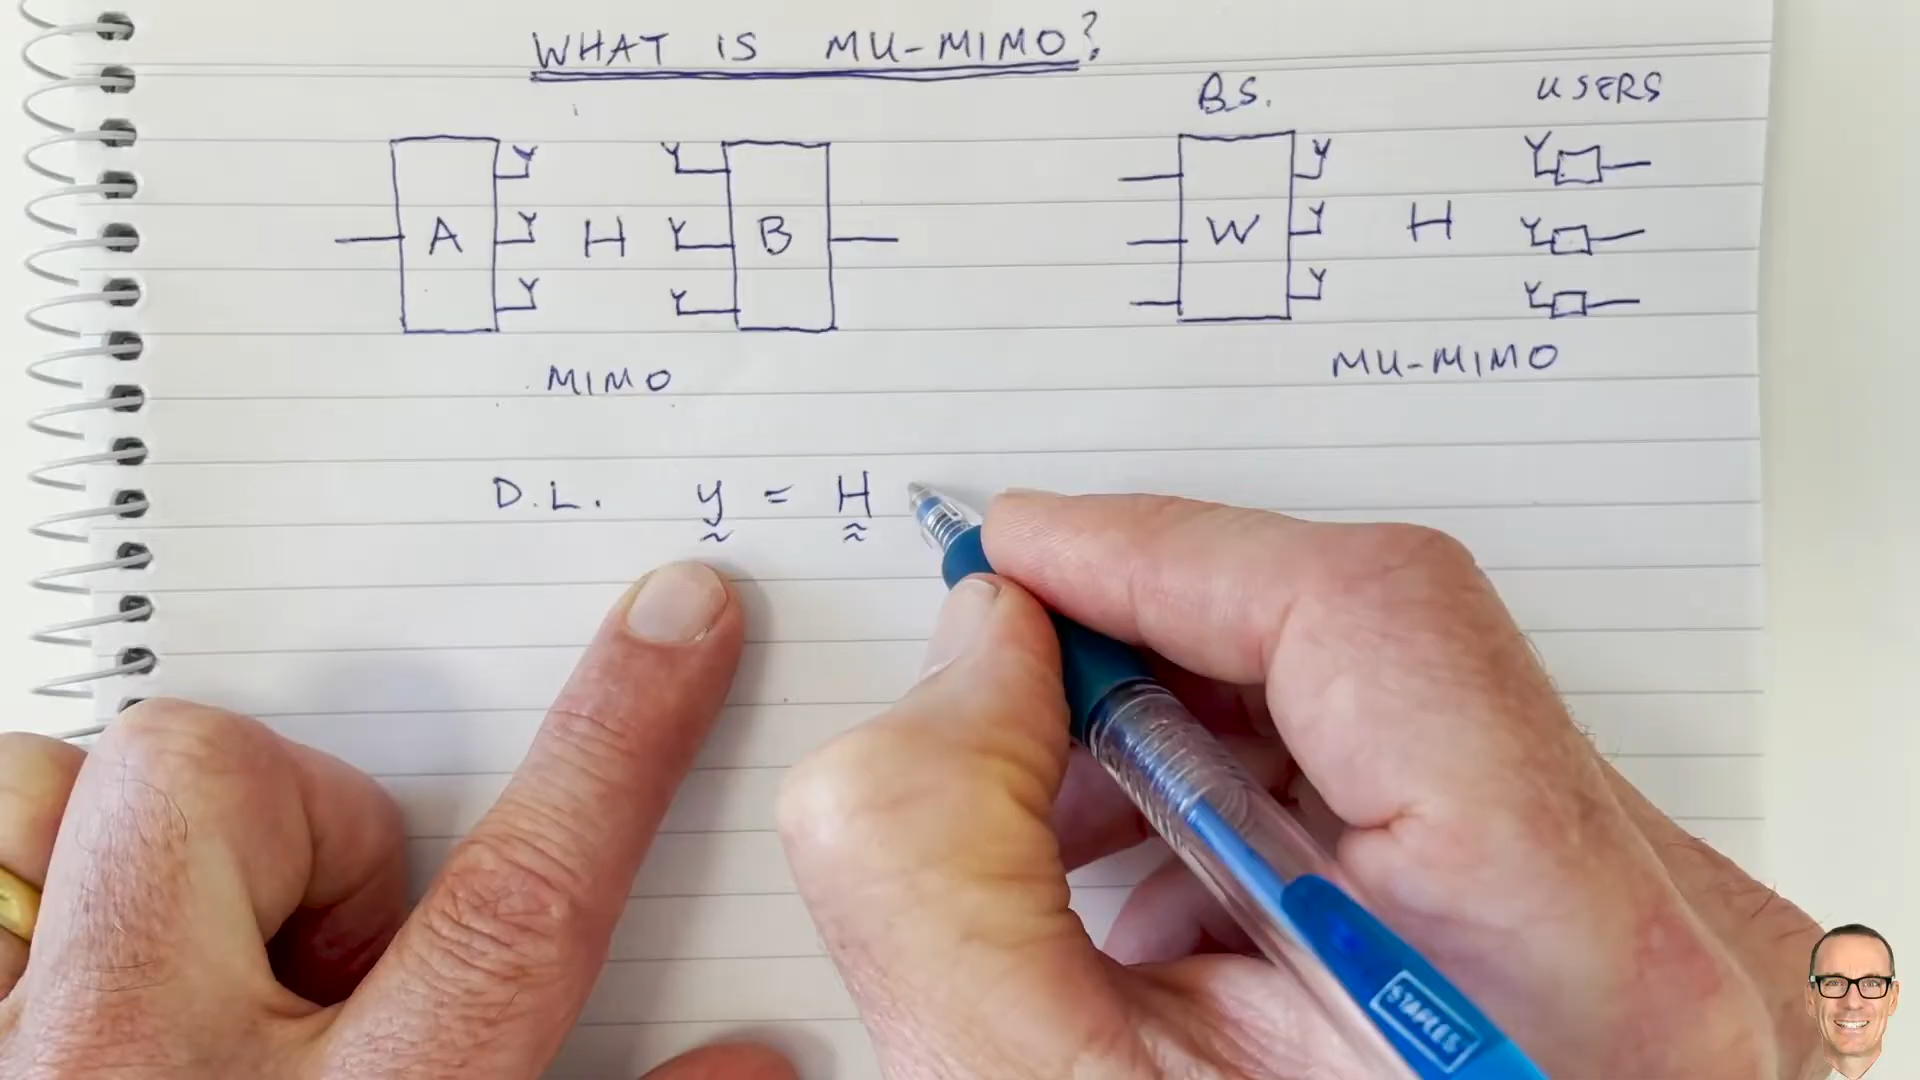 WHAT IS MU-MIMO?
B.S. USERS
A H B W H
MIMO MU-MIMO
D.L. y = H
STAPLES